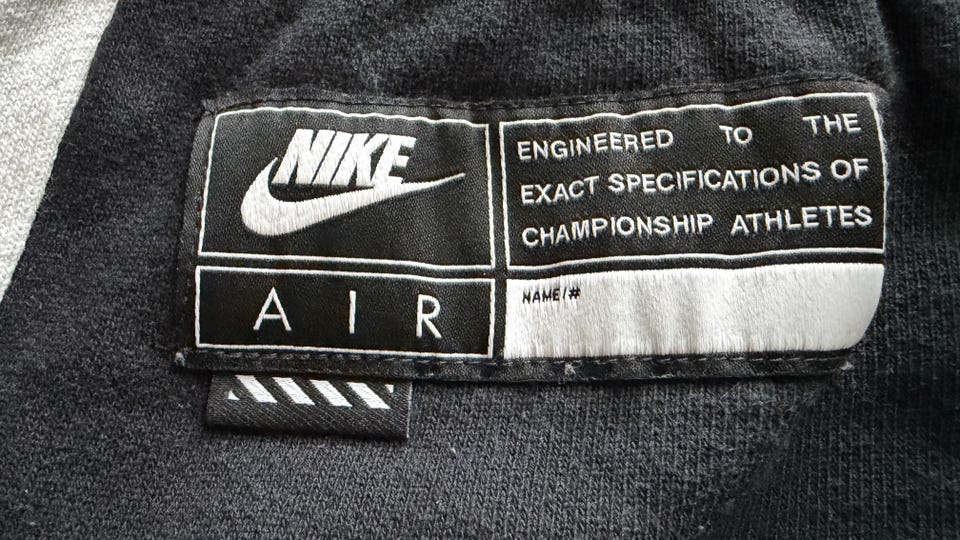 NIKE
AIR
ENGINEERED TO THE
EXACT SPECIFICATIONS OF
CHAMPIONSHIP ATHLETES
NAME/#